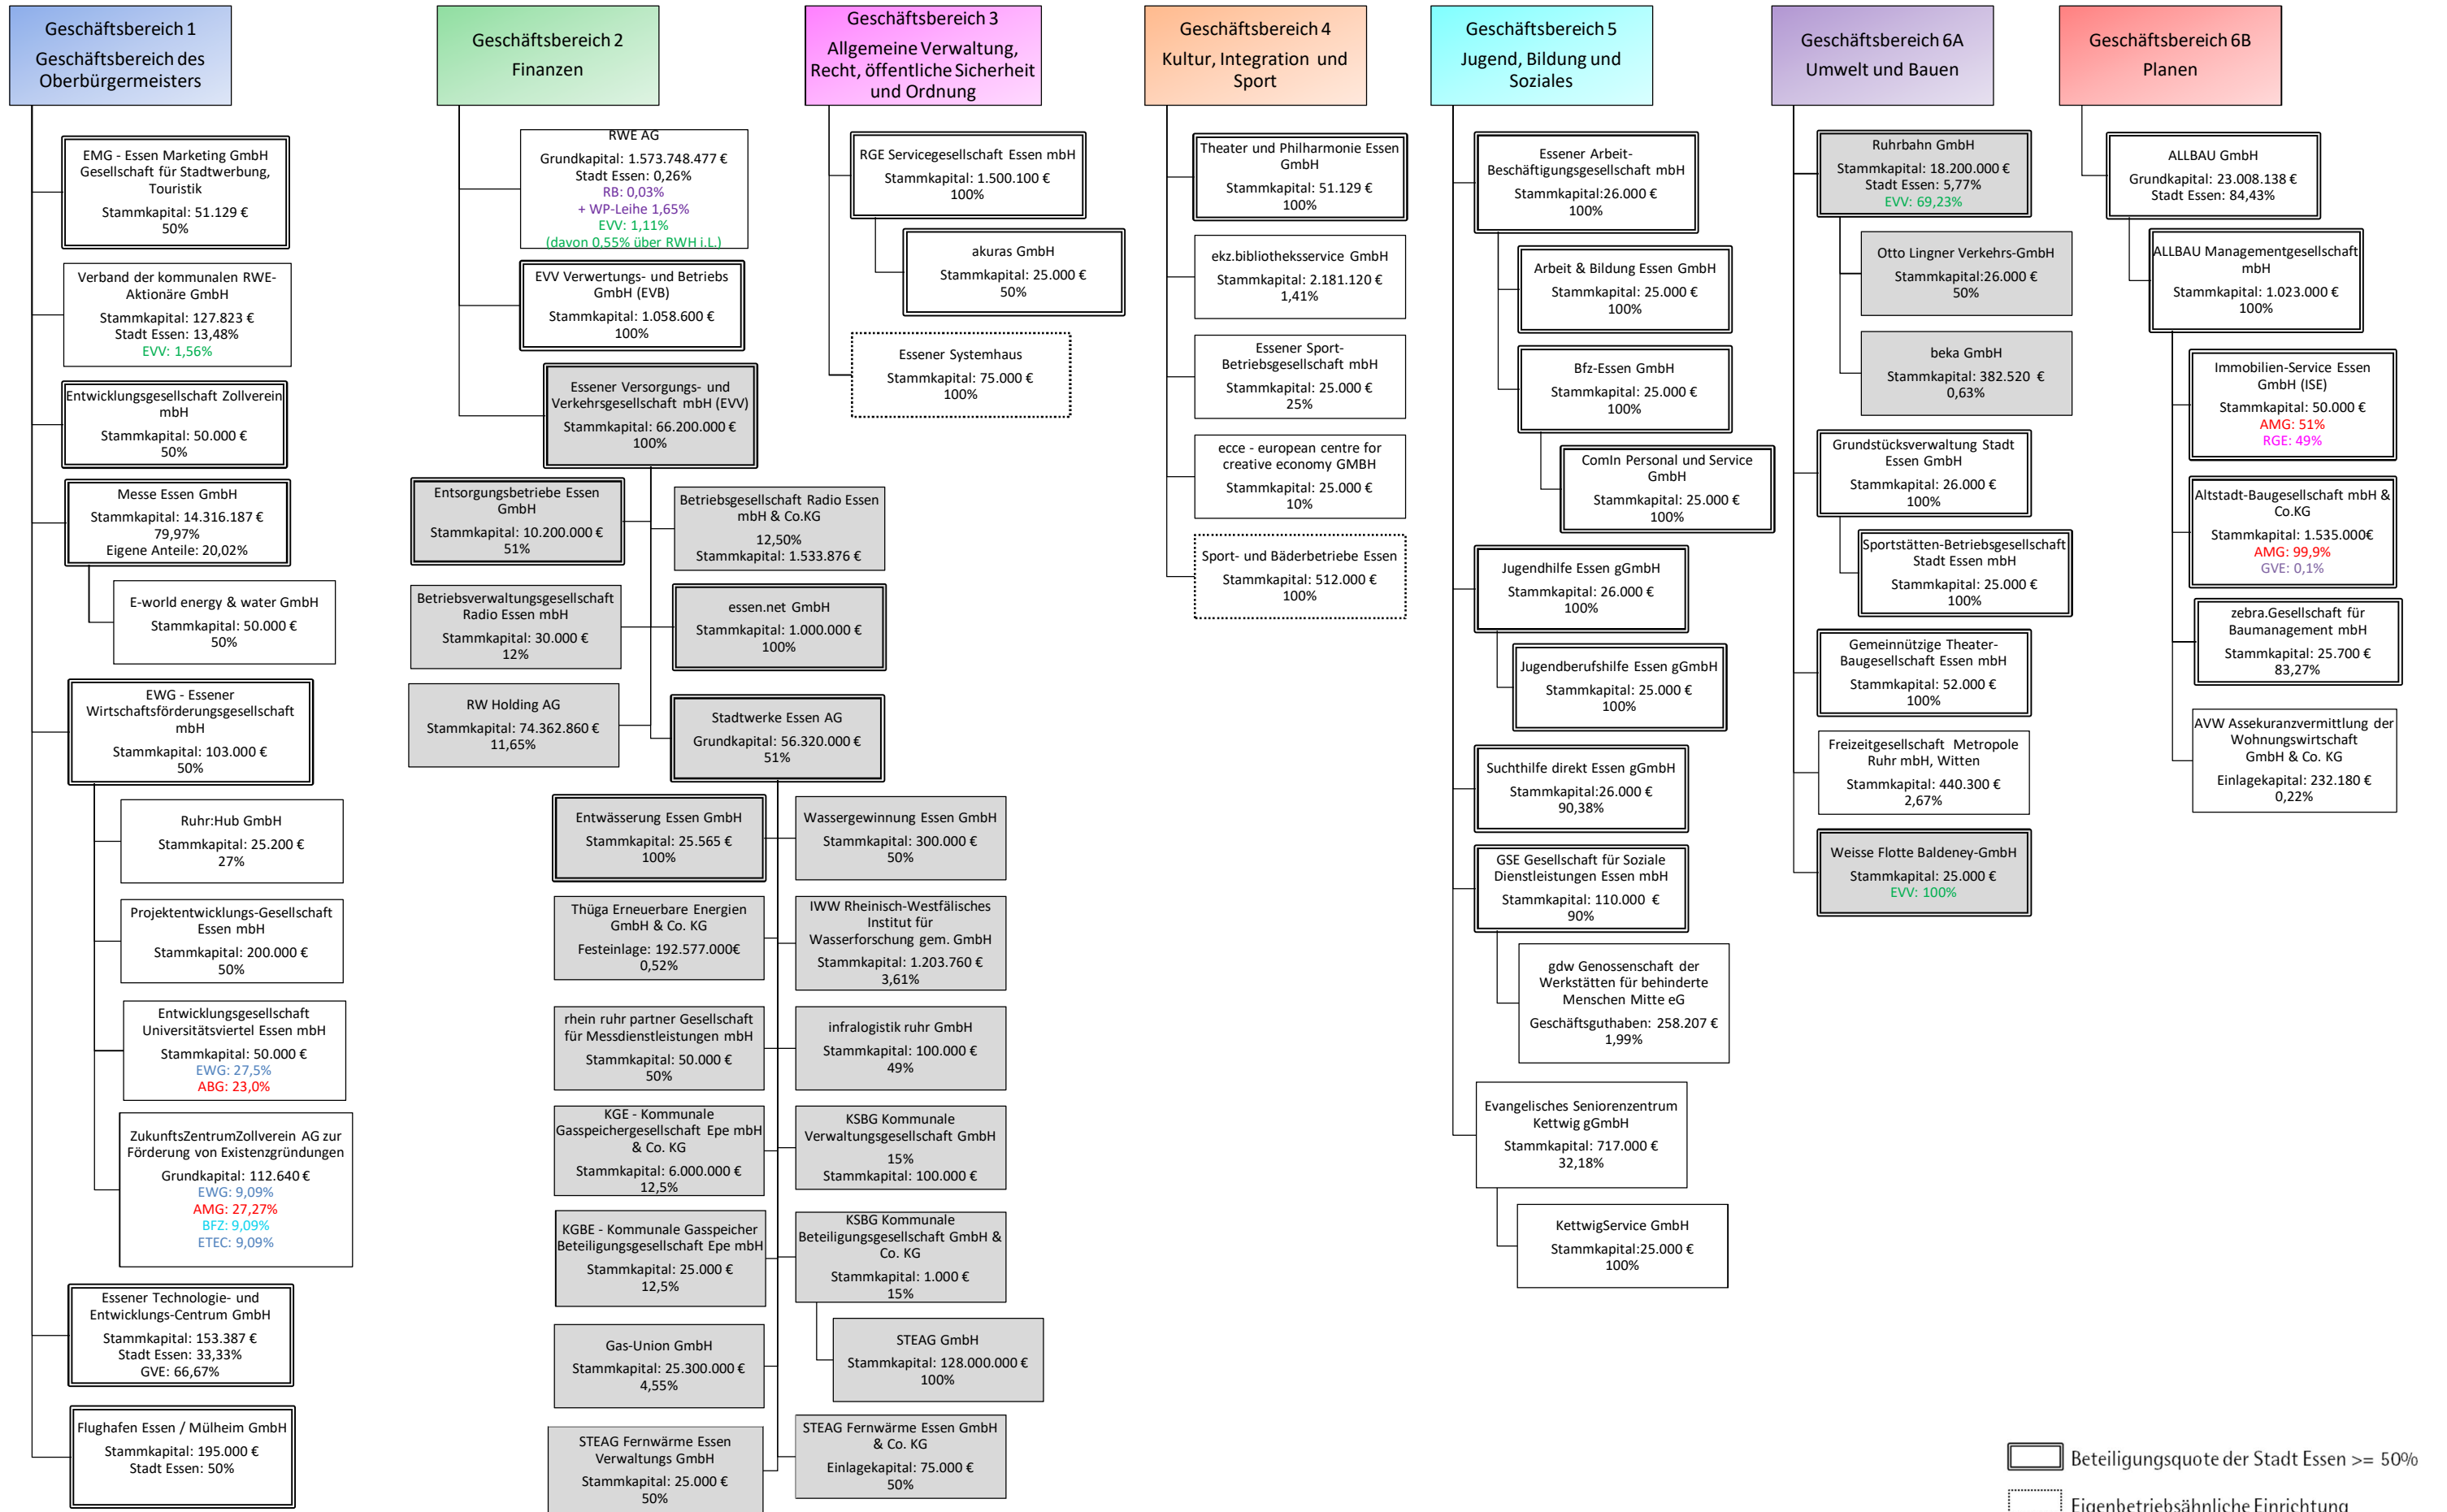 Geschäftsbereich 1
Geschäftsbereich des
Oberbürgermeisters
EMG - Essen Marketing GmbH
Gesellschaft für Stadtwerbung,
Touristik
Stammkapital: 51.129 €
50%
Verband der kommunalen RWE-
Aktionäre GmbH
Stammkapital: 127.823 €
Stadt Essen: 13,48%
EVV: 1,56%
Entwicklungsgesellschaft Zollverein
mbH
Stammkapital: 50.000 €
50%
Messe Essen GmbH
Stammkapital: 14.316.187 €
79,97%
Eigene Anteile: 20,02%
E-world energy & water GmbH
Stammkapital: 50.000 €
50%
EWG - Essener
Wirtschaftsförderungsgesellschaft
mbH
Stammkapital: 103.000 €
50%
Ruhr:Hub GmbH
Stammkapital: 25.200 €
27%
Projektentwicklungs-Gesellschaft
Essen mbH
Stammkapital: 200.000 €
50%
Entwicklungsgesellschaft
Universitätsviertel Essen mbH
Stammkapital: 50.000 €
EWG: 27,5%
ABG: 23,0%
ZukunftsZentrumZollverein AG zur
Förderung von Existenzgründungen
Grundkapital: 112.640 €
EWG: 9,09%
AMG: 27,27%
BFZ: 9,09%
ETEC: 9,09%
Essener Technologie- und
Entwicklungs-Centrum GmbH
Stammkapital: 153.387 €
Stadt Essen: 33,33%
GVE: 66,67%
Flughafen Essen / Mülheim GmbH
Stammkapital: 195.000 €
Stadt Essen: 50%
Geschäftsbereich 2
Finanzen
RWE AG
Grundkapital: 1.573.748.477 €
Stadt Essen: 0,26%
RB: 0,03%
+ WP-Leihe 1,65%
EVV: 1,11%
(davon 0,55% über RWH i.L.)
EVV Verwertungs- und Betriebs
GmbH (EVB)
Stammkapital: 1.058.600 €
100%
Essener Versorgungs- und
Verkehrsgesellschaft mbH (EVV)
Stammkapital: 66.200.000 €
100%
Entsorgungsbetriebe Essen
GmbH
Stammkapital: 10.200.000 €
51%
Betriebsgesellschaft Radio Essen
mbH & Co.KG
12,50%
Stammkapital: 1.533.876 €
Betriebsverwaltungsgesellschaft
Radio Essen mbH
Stammkapital: 30.000 €
12%
essen.net GmbH
Stammkapital: 1.000.000 €
100%
RW Holding AG
Stammkapital: 74.362.860 €
11,65%
Stadtwerke Essen AG
Grundkapital: 56.320.000 €
51%
Entwässerung Essen GmbH
Stammkapital: 25.565 €
100%
Wassergewinnung Essen GmbH
Stammkapital: 300.000 €
50%
Thüga Erneuerbare Energien
GmbH & Co. KG
Festeinlage: 192.577.000€
0,52%
IWW Rheinisch-Westfälisches
Institut für
Wasserforschung gem. GmbH
Stammkapital: 1.203.760 €
3,61%
rhein ruhr partner Gesellschaft
für Messdienstleistungen mbH
Stammkapital: 50.000 €
50%
infralogistik ruhr GmbH
Stammkapital: 100.000 €
49%
KGE - Kommunale
Gasspeichergesellschaft Epe mbH
& Co. KG
Stammkapital: 6.000.000 €
12,5%
KSBG Kommunale
Verwaltungsgesellschaft GmbH
15%
Stammkapital: 100.000 €
KGBE - Kommunale Gasspeicher
Beteiligungsgesellschaft Epe mbH
Stammkapital: 25.000 €
12,5%
KSBG Kommunale
Beteiligungsgesellschaft GmbH &
Co. KG
Stammkapital: 1.000 €
15%
Gas-Union GmbH
Stammkapital: 25.300.000 €
4,55%
STEAG GmbH
Stammkapital: 128.000.000 €
100%
STEAG Fernwärme Essen
Verwaltungs GmbH
Stammkapital: 25.000 €
50%
STEAG Fernwärme Essen GmbH
& Co. KG
Einlagekapital: 75.000 €
50%
Geschäftsbereich 3
Allgemeine Verwaltung,
Recht, öffentliche Sicherheit
und Ordnung
RGE Servicegesellschaft Essen mbH
Stammkapital: 1.500.100 €
100%
akuras GmbH
Stammkapital: 25.000 €
50%
Essener Systemhaus
Stammkapital: 75.000 €
100%
Geschäftsbereich 4
Kultur, Integration und
Sport
Theater und Philharmonie Essen
GmbH
Stammkapital: 51.129 €
100%
ekz.bibliotheksservice GmbH
Stammkapital: 2.181.120 €
1,41%
Essener Sport-
Betriebsgesellschaft mbH
Stammkapital: 25.000 €
25%
ecce - european centre for
creative economy GMBH
Stammkapital: 25.000 €
10%
Sport- und Bäderbetriebe Essen
Stammkapital: 512.000 €
100%
Geschäftsbereich 5
Jugend, Bildung und
Soziales
Essener Arbeit-
Beschäftigungsgesellschaft mbH
Stammkapital:26.000 €
100%
Arbeit & Bildung Essen GmbH
Stammkapital: 25.000 €
100%
Bfz-Essen GmbH
Stammkapital: 25.000 €
100%
ComIn Personal und Service
GmbH
Stammkapital: 25.000 €
100%
Jugendhilfe Essen gGmbH
Stammkapital: 26.000 €
100%
Jugendberufshilfe Essen gGmbH
Stammkapital: 25.000 €
100%
Suchthilfe direkt Essen gGmbH
Stammkapital:26.000 €
90,38%
GSE Gesellschaft für Soziale
Dienstleistungen Essen mbH
Stammkapital: 110.000 €
90%
gdw Genossenschaft der
Werkstätten für behinderte
Menschen Mitte eG
Geschäftsguthaben: 258.207 €
1,99%
Evangelisches Seniorenzentrum
Kettwig gGmbH
Stammkapital: 717.000 €
32,18%
KettwigService GmbH
Stammkapital:25.000 €
100%
Geschäftsbereich 6A
Umwelt und Bauen
Ruhrbahn GmbH
Stammkapital: 18.200.000 €
Stadt Essen: 5,77%
EVV: 69,23%
Otto Lingner Verkehrs-GmbH
Stammkapital:26.000 €
50%
beka GmbH
Stammkapital: 382.520 €
0,63%
Grundstücksverwaltung Stadt
Essen GmbH
Stammkapital: 26.000 €
100%
Sportstätten-Betriebsgesellschaft
Stadt Essen mbH
Stammkapital: 25.000 €
100%
Gemeinnützige Theater-
Baugesellschaft Essen mbH
Stammkapital: 52.000 €
100%
Freizeitgesellschaft Metropole
Ruhr mbH, Witten
Stammkapital: 440.300 €
2,67%
Weisse Flotte Baldeney-GmbH
Stammkapital: 25.000 €
EVV: 100%
Geschäftsbereich 6B
Planen
ALLBAU GmbH
Grundkapital: 23.008.138 €
Stadt Essen: 84,43%
ALLBAU Managementgesellschaft
mbH
Stammkapital: 1.023.000 €
100%
Immobilien-Service Essen
GmbH (ISE)
Stammkapital: 50.000 €
AMG: 51%
RGE: 49%
Altstadt-Baugesellschaft mbH &
Co.KG
Stammkapital: 1.535.000€
AMG: 99,9%
GVE: 0,1%
zebra.Gesellschaft für
Baumanagement mbH
Stammkapital: 25.700 €
83,27%
AVW Assekuranzvermittlung der
Wohnungswirtschaft
GmbH & Co. KG
Einlagekapital: 232.180 €
0,22%
Beteiligungsquote der Stadt Essen >= 50%
Eigenbetriebsähnliche Einrichtung